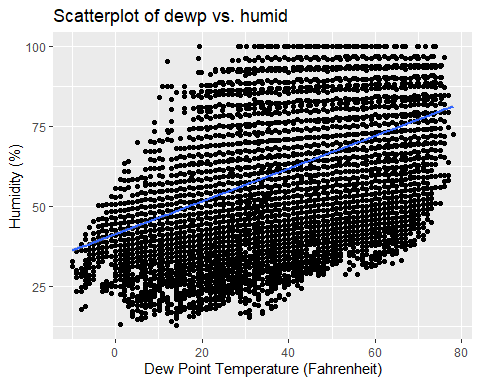 Scatterplot of dewp vs. humid
100
75
50
25
Humidity (%)
0 20 40 60 80
Dew Point Temperature (Fahrenheit)